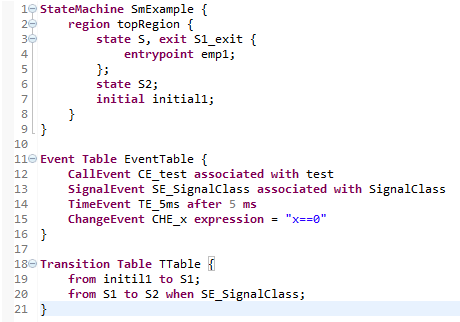 1 StateMachine SmExample {
2 region topRegion {
3 state S, exit S1_exit {
4 entrypoint emp1;
5 };
6 state S2;
7 initial initial1;
8 }
9 }
10
11 Event Table EventTable {
12 CallEvent CE_test associated with test
13 SignalEvent SE_SignalClass associated with SignalClass
14 TimeEvent TE_5ms after 5 ms
15 ChangeEvent CHE_x expression = "x==0"
16 }
17
18 Transition Table TTable {
19 from initil1 to S1;
20 from S1 to S2 when SE_SignalClass;
21 }